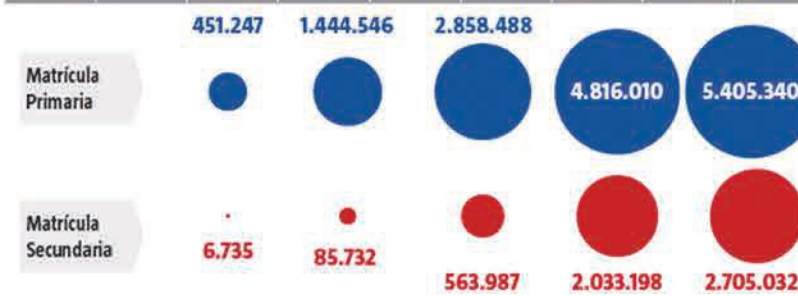 451.247 1.444.546 2.858.488
Matrícula
Primaria
4.816.010 5.405.340
Matrícula
Secundaria
6.735 85.732
563.987 2.033.198 2.705.032